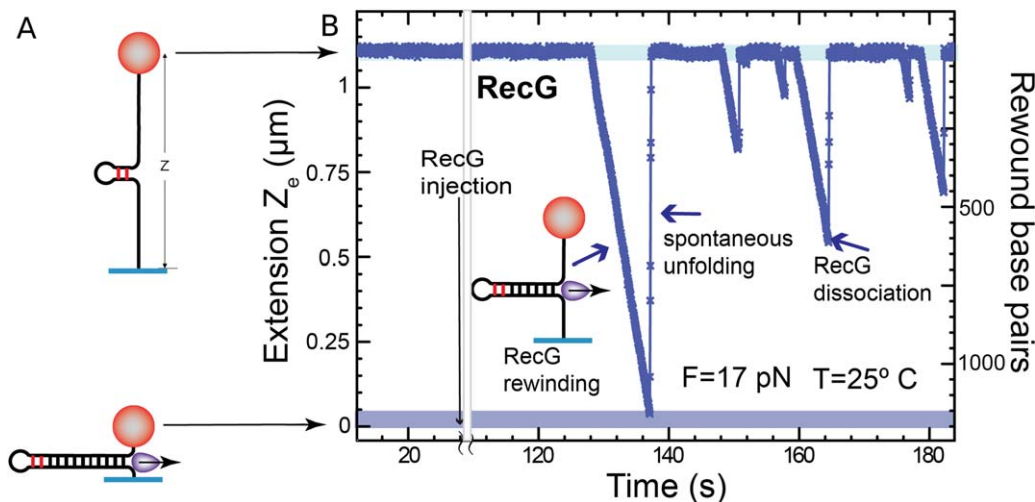 A
B
z
Extension Zₑ (µm)
1
0.75
0.5
0.25
0
RecG
RecG
injection
RecG
rewinding
spontaneous
unfolding
RecG
dissociation
F=17 pN T=25º C
500
1000
Rewound base pairs
20
120
140
160
180
Time (s)